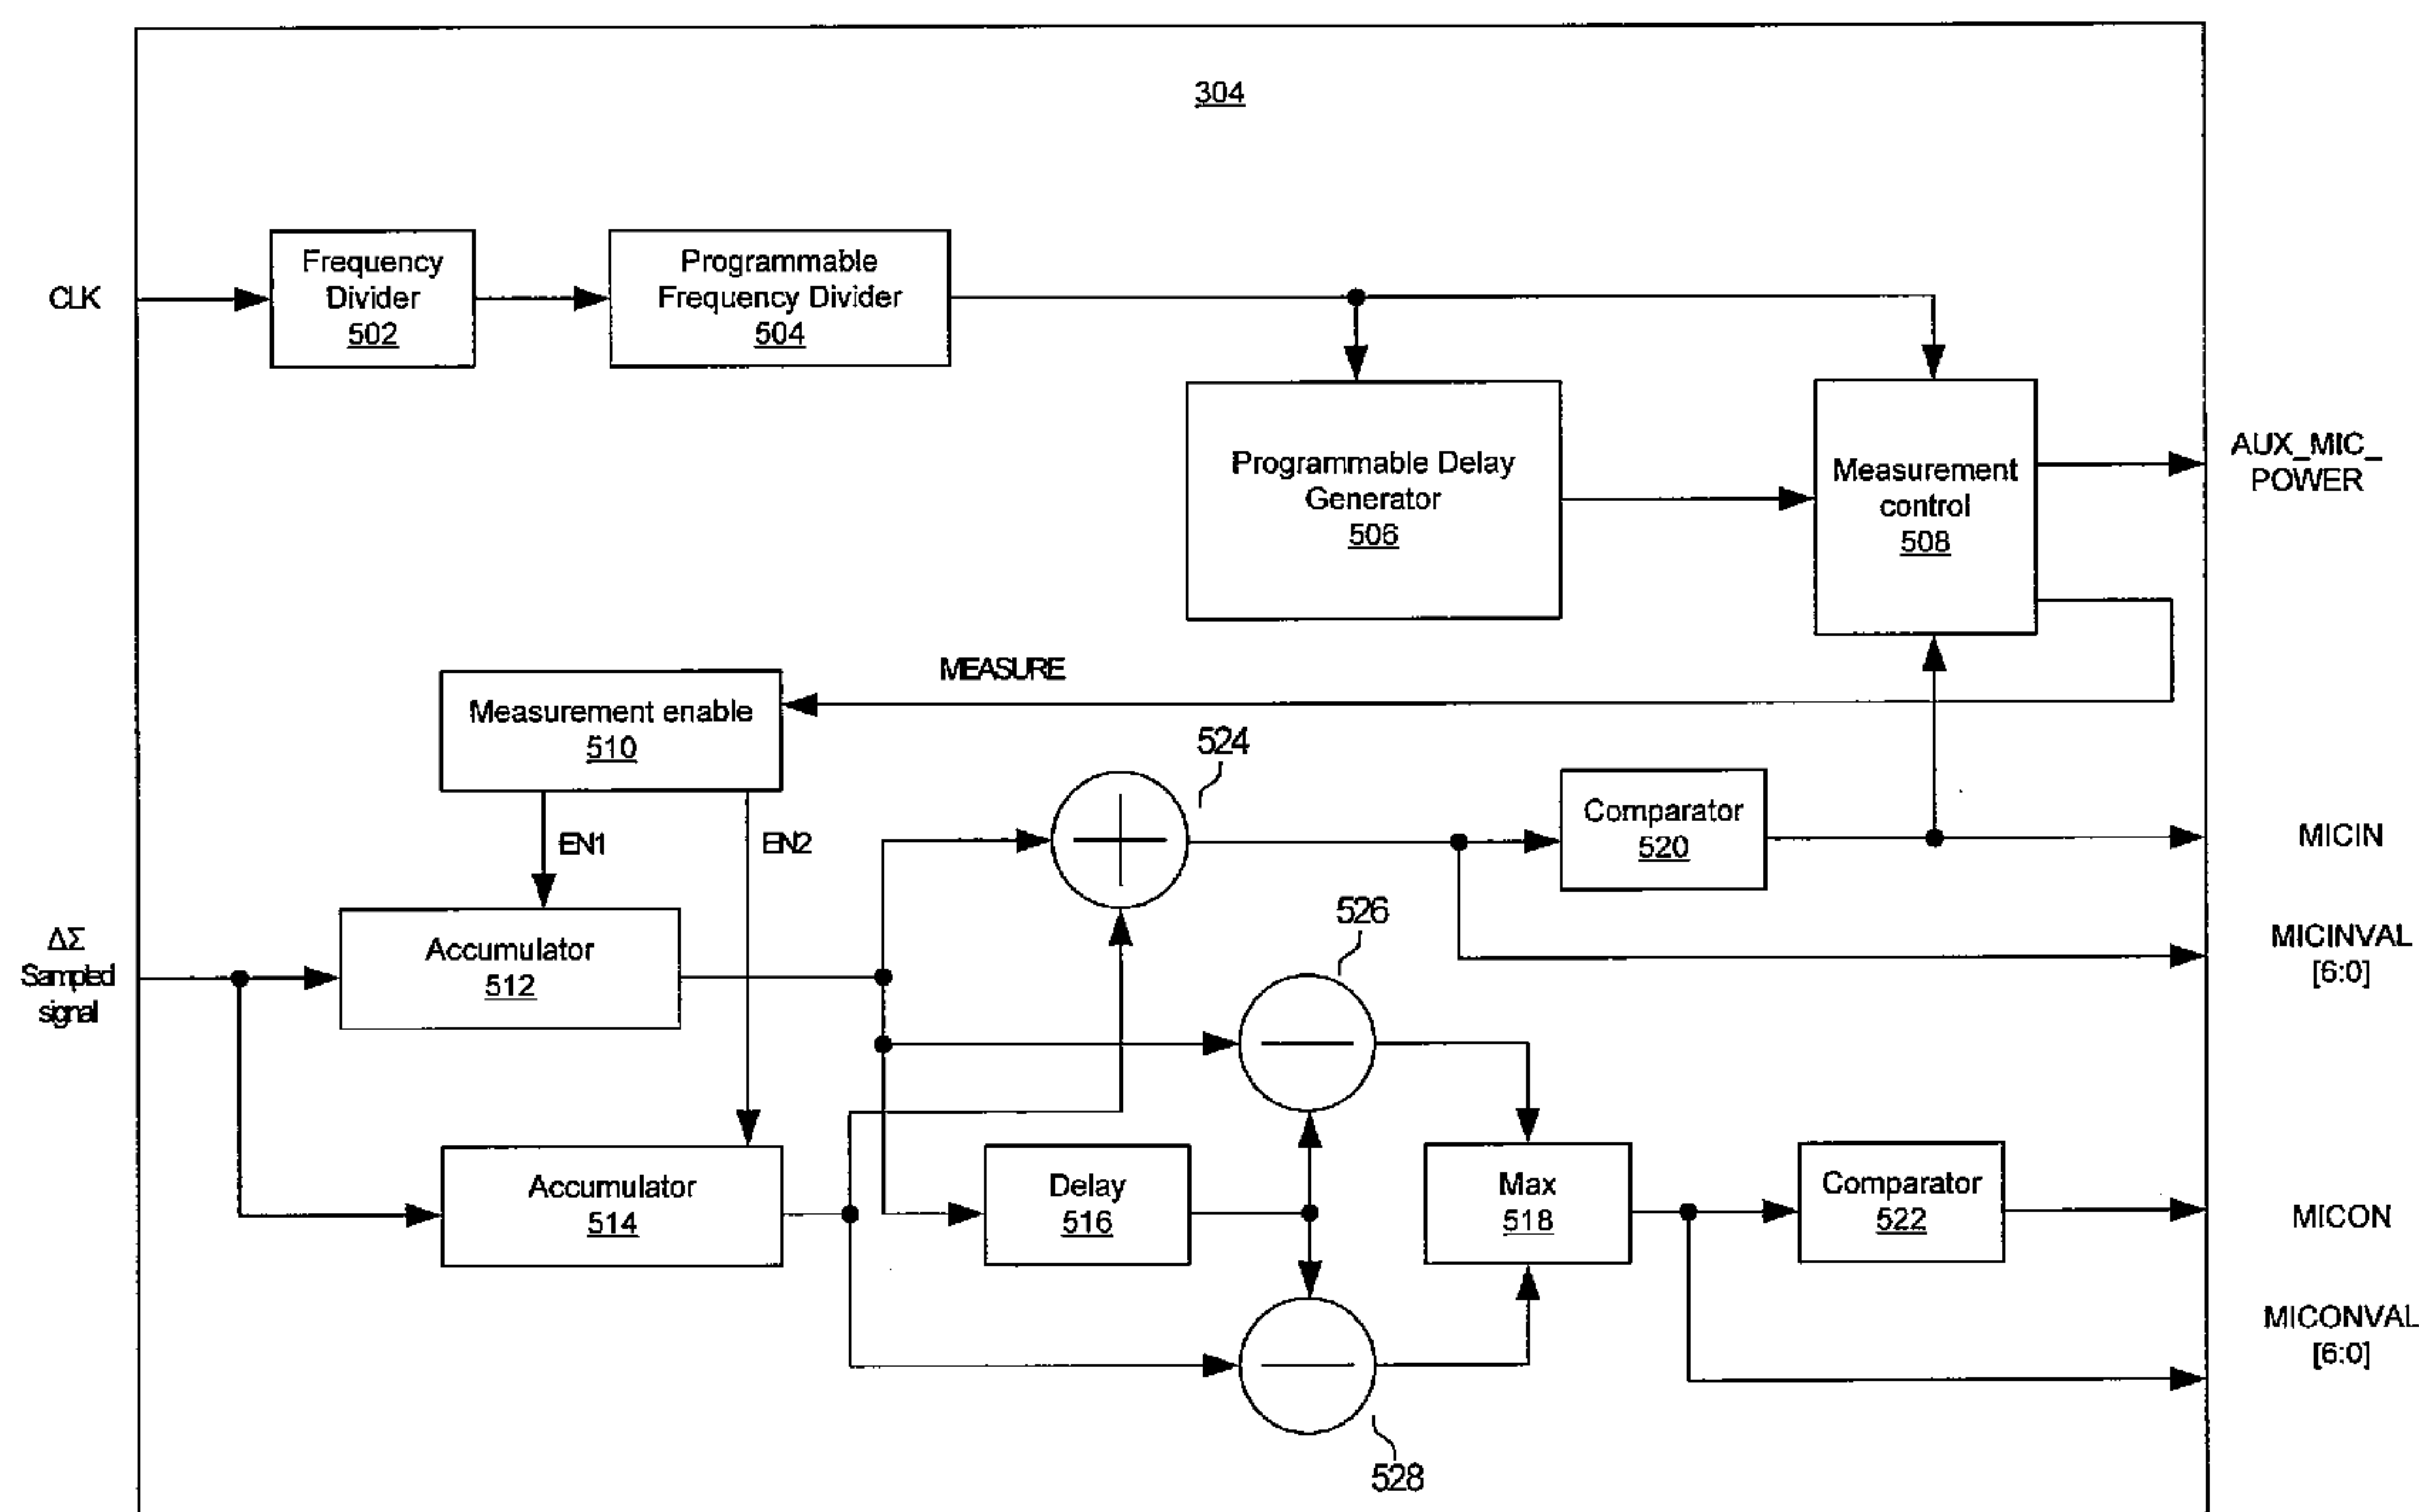 304
CLK
Frequency
Divider
502
Programmable
Frequency Divider
504
Programmable Delay
Generator
506
Measurement
control
508
AUX_MIC_
POWER
MEASURE
Measurement enable
510
EN1
EN2
524
Comparator
520
MICIN
MICINVAL
[6:0]
ΔΣ
Sampled
signal
Accumulator
512
526
Accumulator
514
Delay
516
Max
518
Comparator
522
MICON
MICONVAL
[6:0]
528